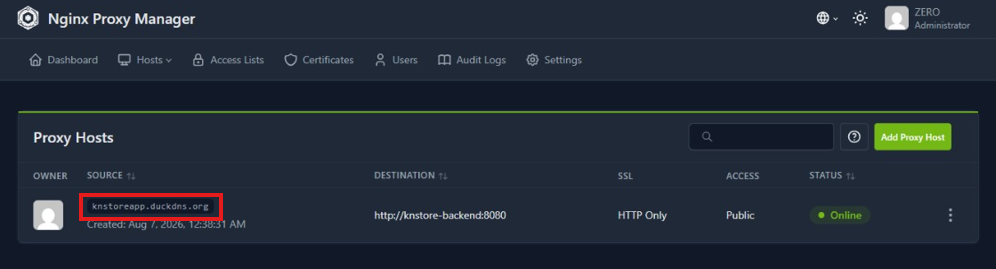 Nginx Proxy Manager
ZERO
Administrator
Dashboard Hosts Access Lists Certificates Users Audit Logs Settings
Proxy Hosts
Add Proxy Host
OWNER SOURCE DESTINATION SSL ACCESS STATUS
knstoreapp.duckdns.org
Created: Aug 7, 2026, 12:38:31 AM
http://knstore-backend:8080 HTTP Only Public Online